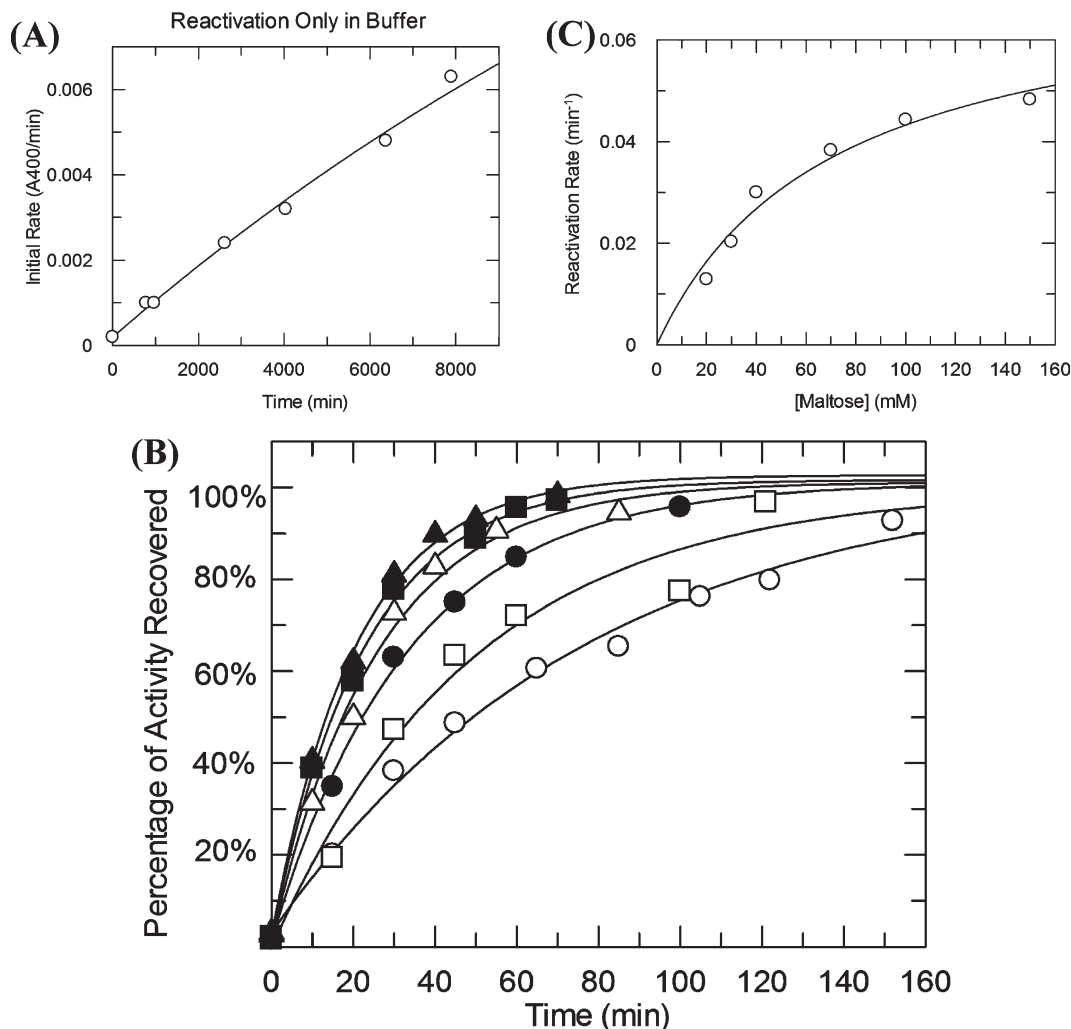 Reactivation Only in Buffer
(A)
Initial Rate (A400/min)
0.006
0.004
0.002
0
0 2000 4000 6000 8000
Time (min)
(C)
Reactivation Rate (min⁻¹)
0.06
0.04
0.02
0
0 20 40 60 80 100 120 140 160
[Maltose] (mM)
(B)
Percentage of Activity Recovered
100%
80%
60%
40%
20%
0 20 40 60 80 100 120 140 160
Time (min)